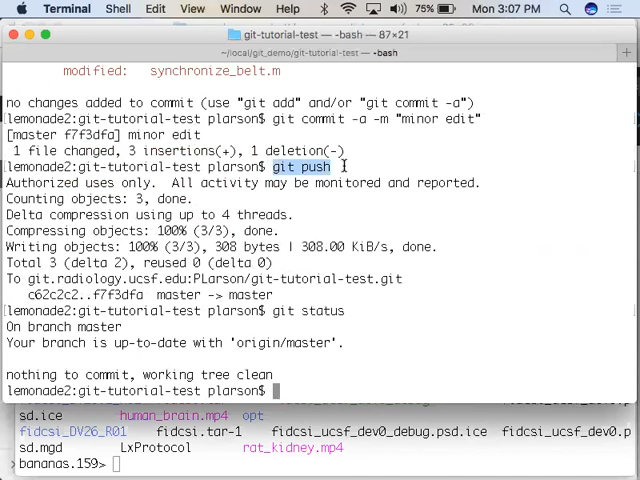 Terminal Shell Edit View Window Help 75% Mon 3:07 PM
git-tutorial-test — -bash — 87×21
~/local/git_demo/git-tutorial-test — -bash
modified: synchronize_belt.m
no changes added to commit (use "git add" and/or "git commit -a")
lemonade2:git-tutorial-test plarson$ git commit -a -m "minor edit"
[master f7f3dfa] minor edit
1 file changed, 3 insertions(+), 1 deletion(-)
lemonade2:git-tutorial-test plarson$ git push
Authorized uses only. All activity may be monitored and reported.
Counting objects: 3, done.
Delta compression using up to 4 threads.
Compressing objects: 100% (3/3), done.
Writing objects: 100% (3/3), 308 bytes | 308.00 KiB/s, done.
Total 3 (delta 2), reused 0 (delta 0)
To git.radiology.ucsf.edu:PLarson/git-tutorial-test.git
c62c2c2..f7f3dfa master -> master
lemonade2:git-tutorial-test plarson$ git status
On branch master
Your branch is up-to-date with 'origin/master'.
nothing to commit, working tree clean
lemonade2:git-tutorial-test plarson$
sd.ice human_brain.mp4 opt
fidcsi_DV26_R01 fidcsi.tar-1 fidcsi_ucsf_dev0_debug.psd.ice fidcsi_ucsf_dev0.p
sd.mgd LxProtocol rat_kidney.mp4
bananas.159>